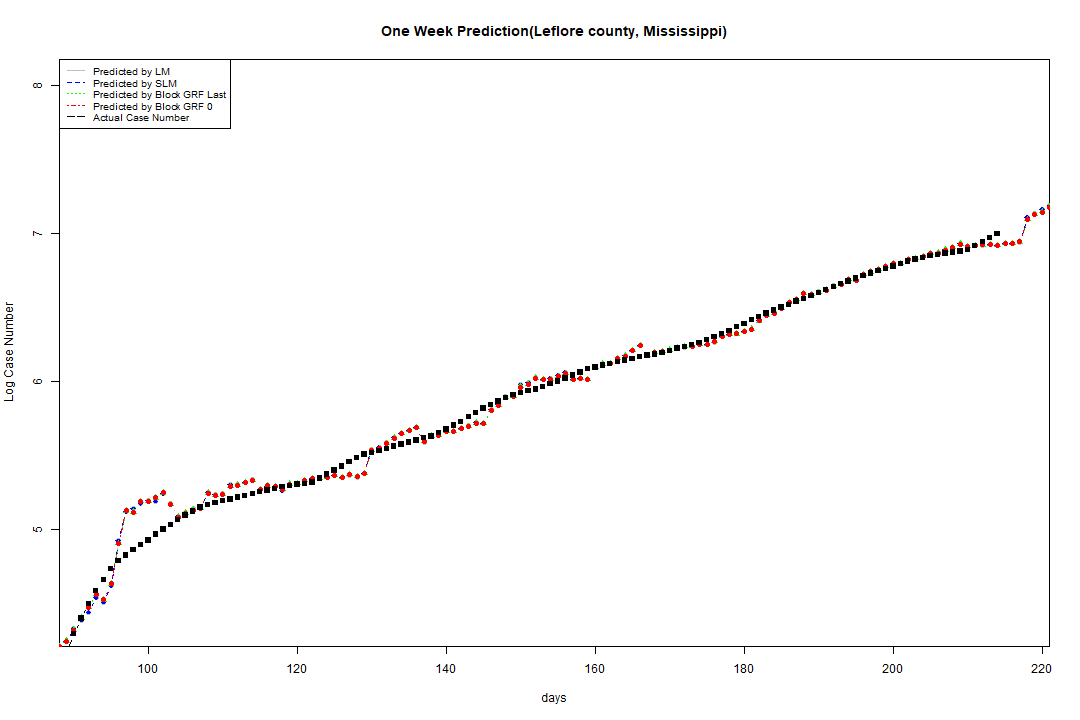 One Week Prediction(Leflore county, Mississippi)
Predicted by LM
Predicted by SLM
Predicted by Block GRF Last
Predicted by Block GRF 0
Actual Case Number
8
7
6
5
Log Case Number
100 120 140 160 180 200 220
days